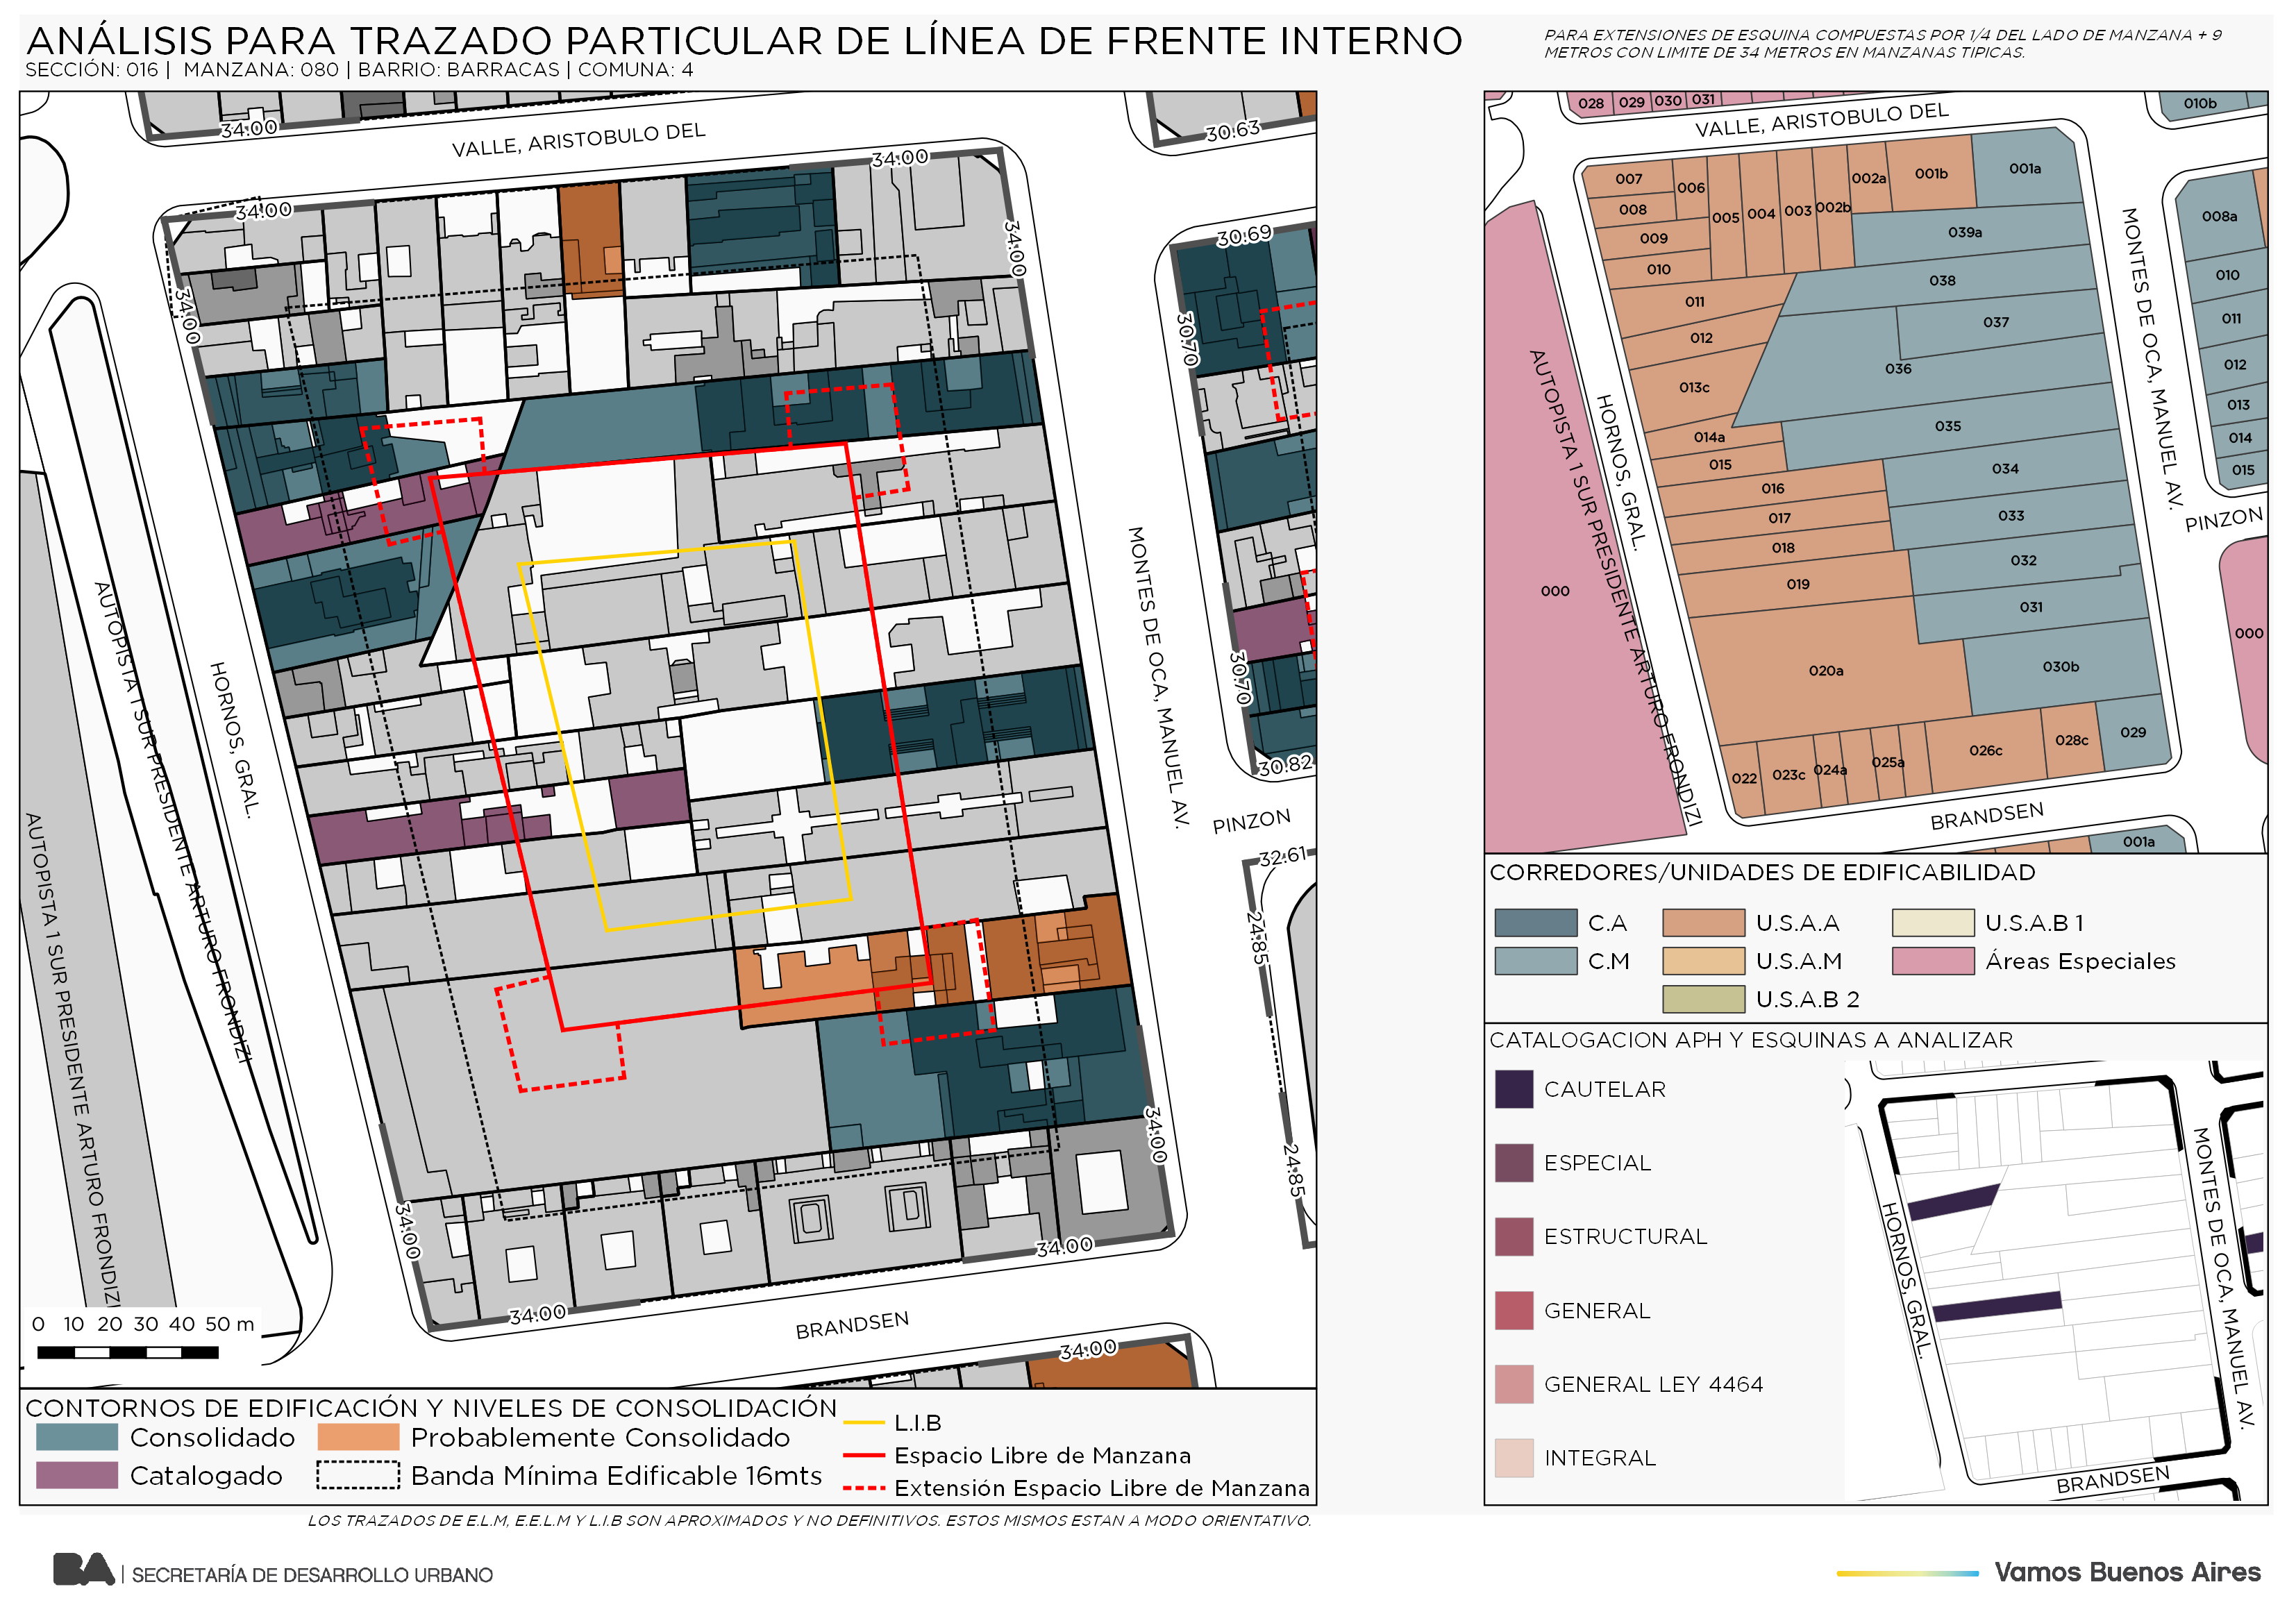 ANÁLISIS PARA TRAZADO PARTICULAR DE LÍNEA DE FRENTE INTERNO
SECCIÓN: 016 | MANZANA: 080 | BARRIO: BARRACAS | COMUNA: 4
PARA EXTENSIONES DE ESQUINA COMPUESTAS POR 1/4 DEL LADO DE MANZANA + 9
METROS CON LIMITE DE 34 METROS EN MANZANAS TIPICAS.
34.00
VALLE, ARISTOBULO DEL
34.00
30.63
34.00
34.00
34.00
30.69
30.70
AUTOPISTA 1 SUR PRESIDENTE ARTURO FRONDIZI
HORNOS, GRAL.
MONTES DE OCA, MANUEL AV.
30.70
30.82
PINZON
AUTOPISTA 1 SUR PRESIDENTE ARTURO FRONDIZI
32.61
24.85
24.85
34.00
34.00
34.00
34.00
BRANDSEN
34.00
0 10 20 30 40 50 m
CONTORNOS DE EDIFICACIÓN Y NIVELES DE CONSOLIDACIÓN
Consolidado
Probablemente Consolidado
Catalogado
Banda Mínima Edificable 16mts
L.I.B
Espacio Libre de Manzana
Extensión Espacio Libre de Manzana
LOS TRAZADOS DE E.L.M, E.E.L.M Y L.I.B SON APROXIMADOS Y NO DEFINITIVOS. ESTOS MISMOS ESTAN A MODO ORIENTATIVO.
028 029 030 031
010b
VALLE, ARISTOBULO DEL
007 006 005 004 003 002b 002a 001b 001a
008
009
010
039a
038
011
037
012
036
013c
035
014a
015
034
016
017
033
018
032
019
031
020a
030b
022 023c 024a 025a 026c 028c 029
000
008a
010
011
012
013
014
015
000
AUTOPISTA 1 SUR PRESIDENTE ARTURO FRONDIZI
HORNOS, GRAL.
MONTES DE OCA, MANUEL AV.
PINZON
BRANDSEN
001a
CORREDORES/UNIDADES DE EDIFICABILIDAD
C.A
U.S.A.A
U.S.A.B 1
C.M
U.S.A.M
Áreas Especiales
U.S.A.B 2
CATALOGACION APH Y ESQUINAS A ANALIZAR
CAUTELAR
ESPECIAL
ESTRUCTURAL
GENERAL
GENERAL LEY 4464
INTEGRAL
HORNOS, GRAL.
MONTES DE OCA, MANUEL AV.
BRANDSEN
BA | SECRETARÍA DE DESARROLLO URBANO
Vamos Buenos Aires